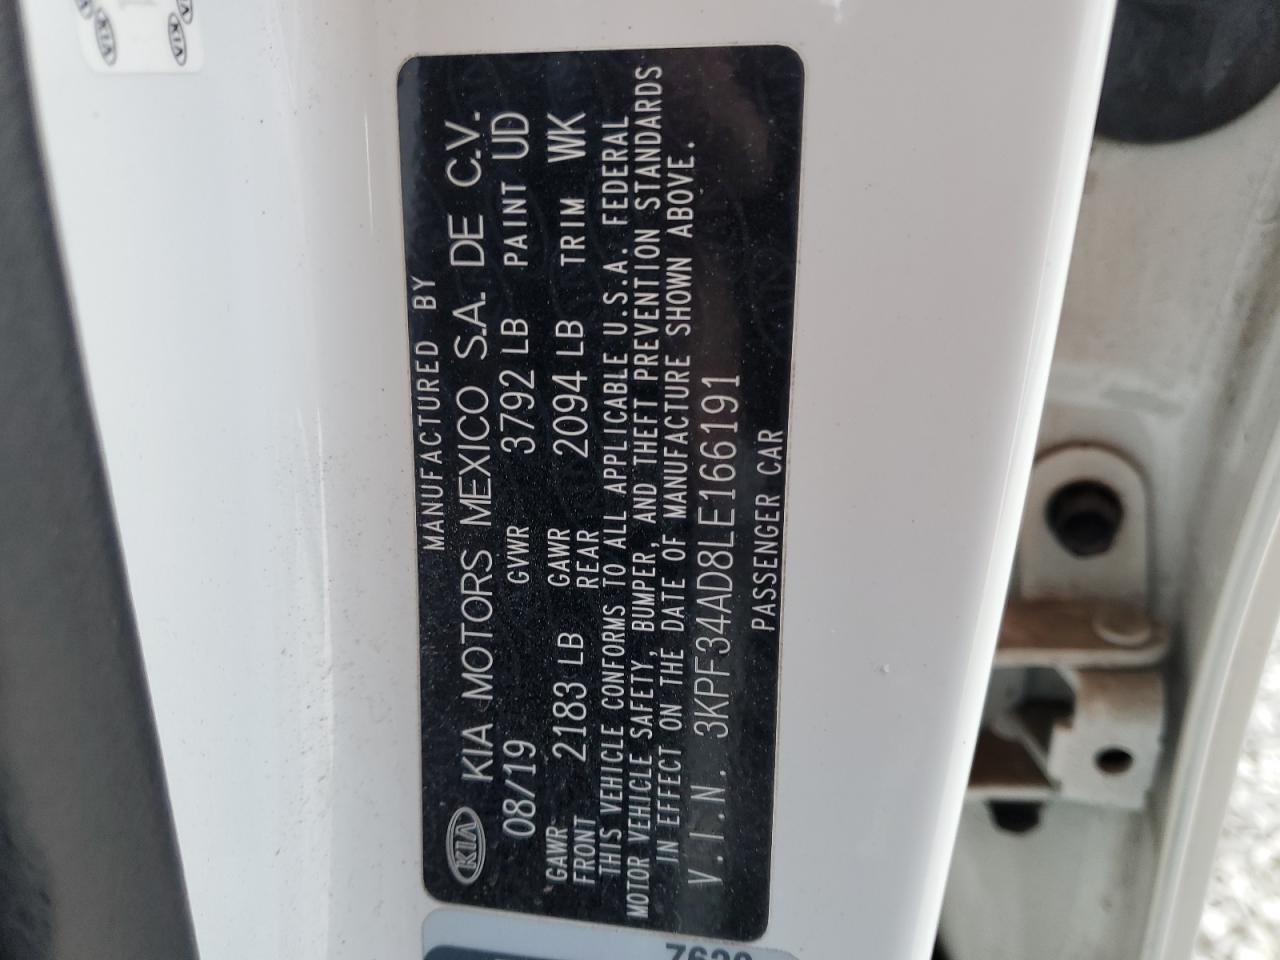 MANUFACTURED BY
KIA KIA MOTORS MEXICO S.A. DE C.V.
08/19 GVWR 3792 LB PAINT UD
GAWR FRONT 2183 LB GAWR REAR 2094 LB TRIM WK
THIS VEHICLE CONFORMS TO ALL APPLICABLE U.S.A. FEDERAL
MOTOR VEHICLE SAFETY, BUMPER, AND THEFT PREVENTION STANDARDS
IN EFFECT ON THE DATE OF MANUFACTURE SHOWN ABOVE.
V.I.N. 3KPF34AD8LE166191
PASSENGER CAR
KIA
KIA